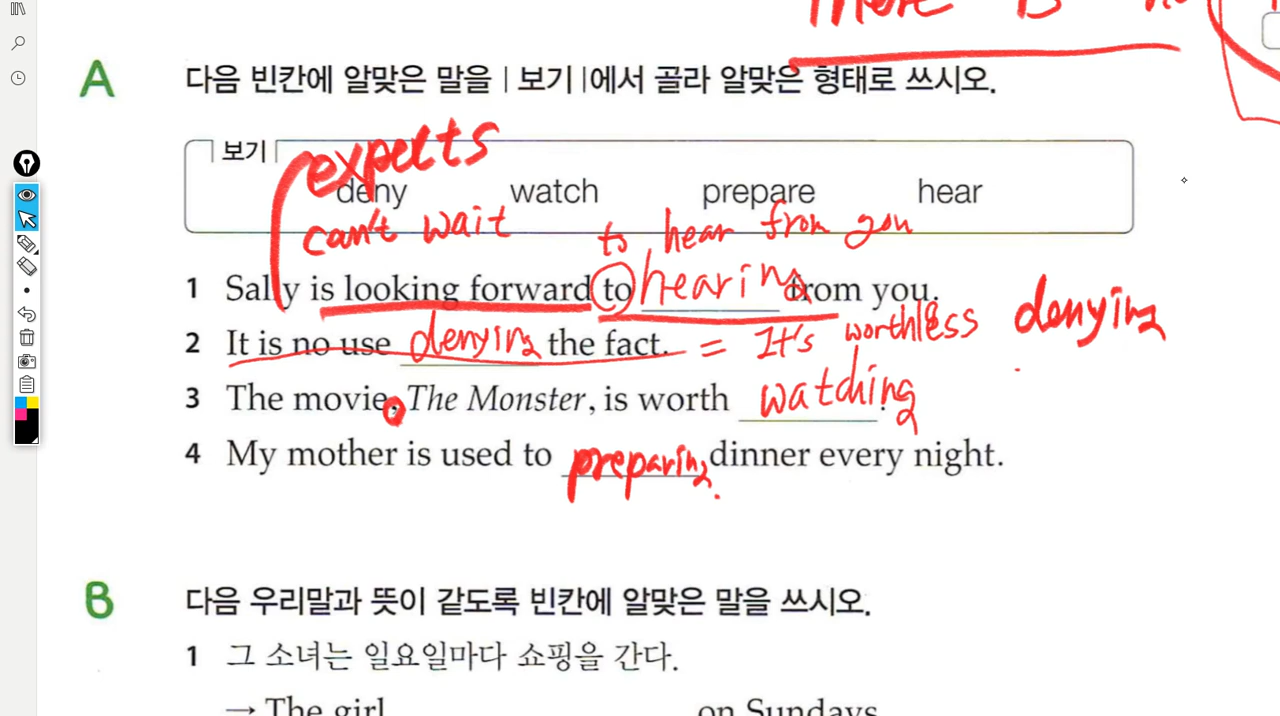 There is no
A 다음 빈칸에 알맞은 말을 | 보기 |에서 골라 알맞은 형태로 쓰시오.
보기
expects
deny watch prepare hear
can't wait to hear from you
1 Sally is looking forward to hearing from you.
2 It is no use denying the fact. = It's worthless denying
3 The movie, The Monster, is worth watching.
4 My mother is used to preparing dinner every night.
B 다음 우리말과 뜻이 같도록 빈칸에 알맞은 말을 쓰시오.
1 그 소녀는 일요일마다 쇼핑을 간다.
→ The girl on Sundays